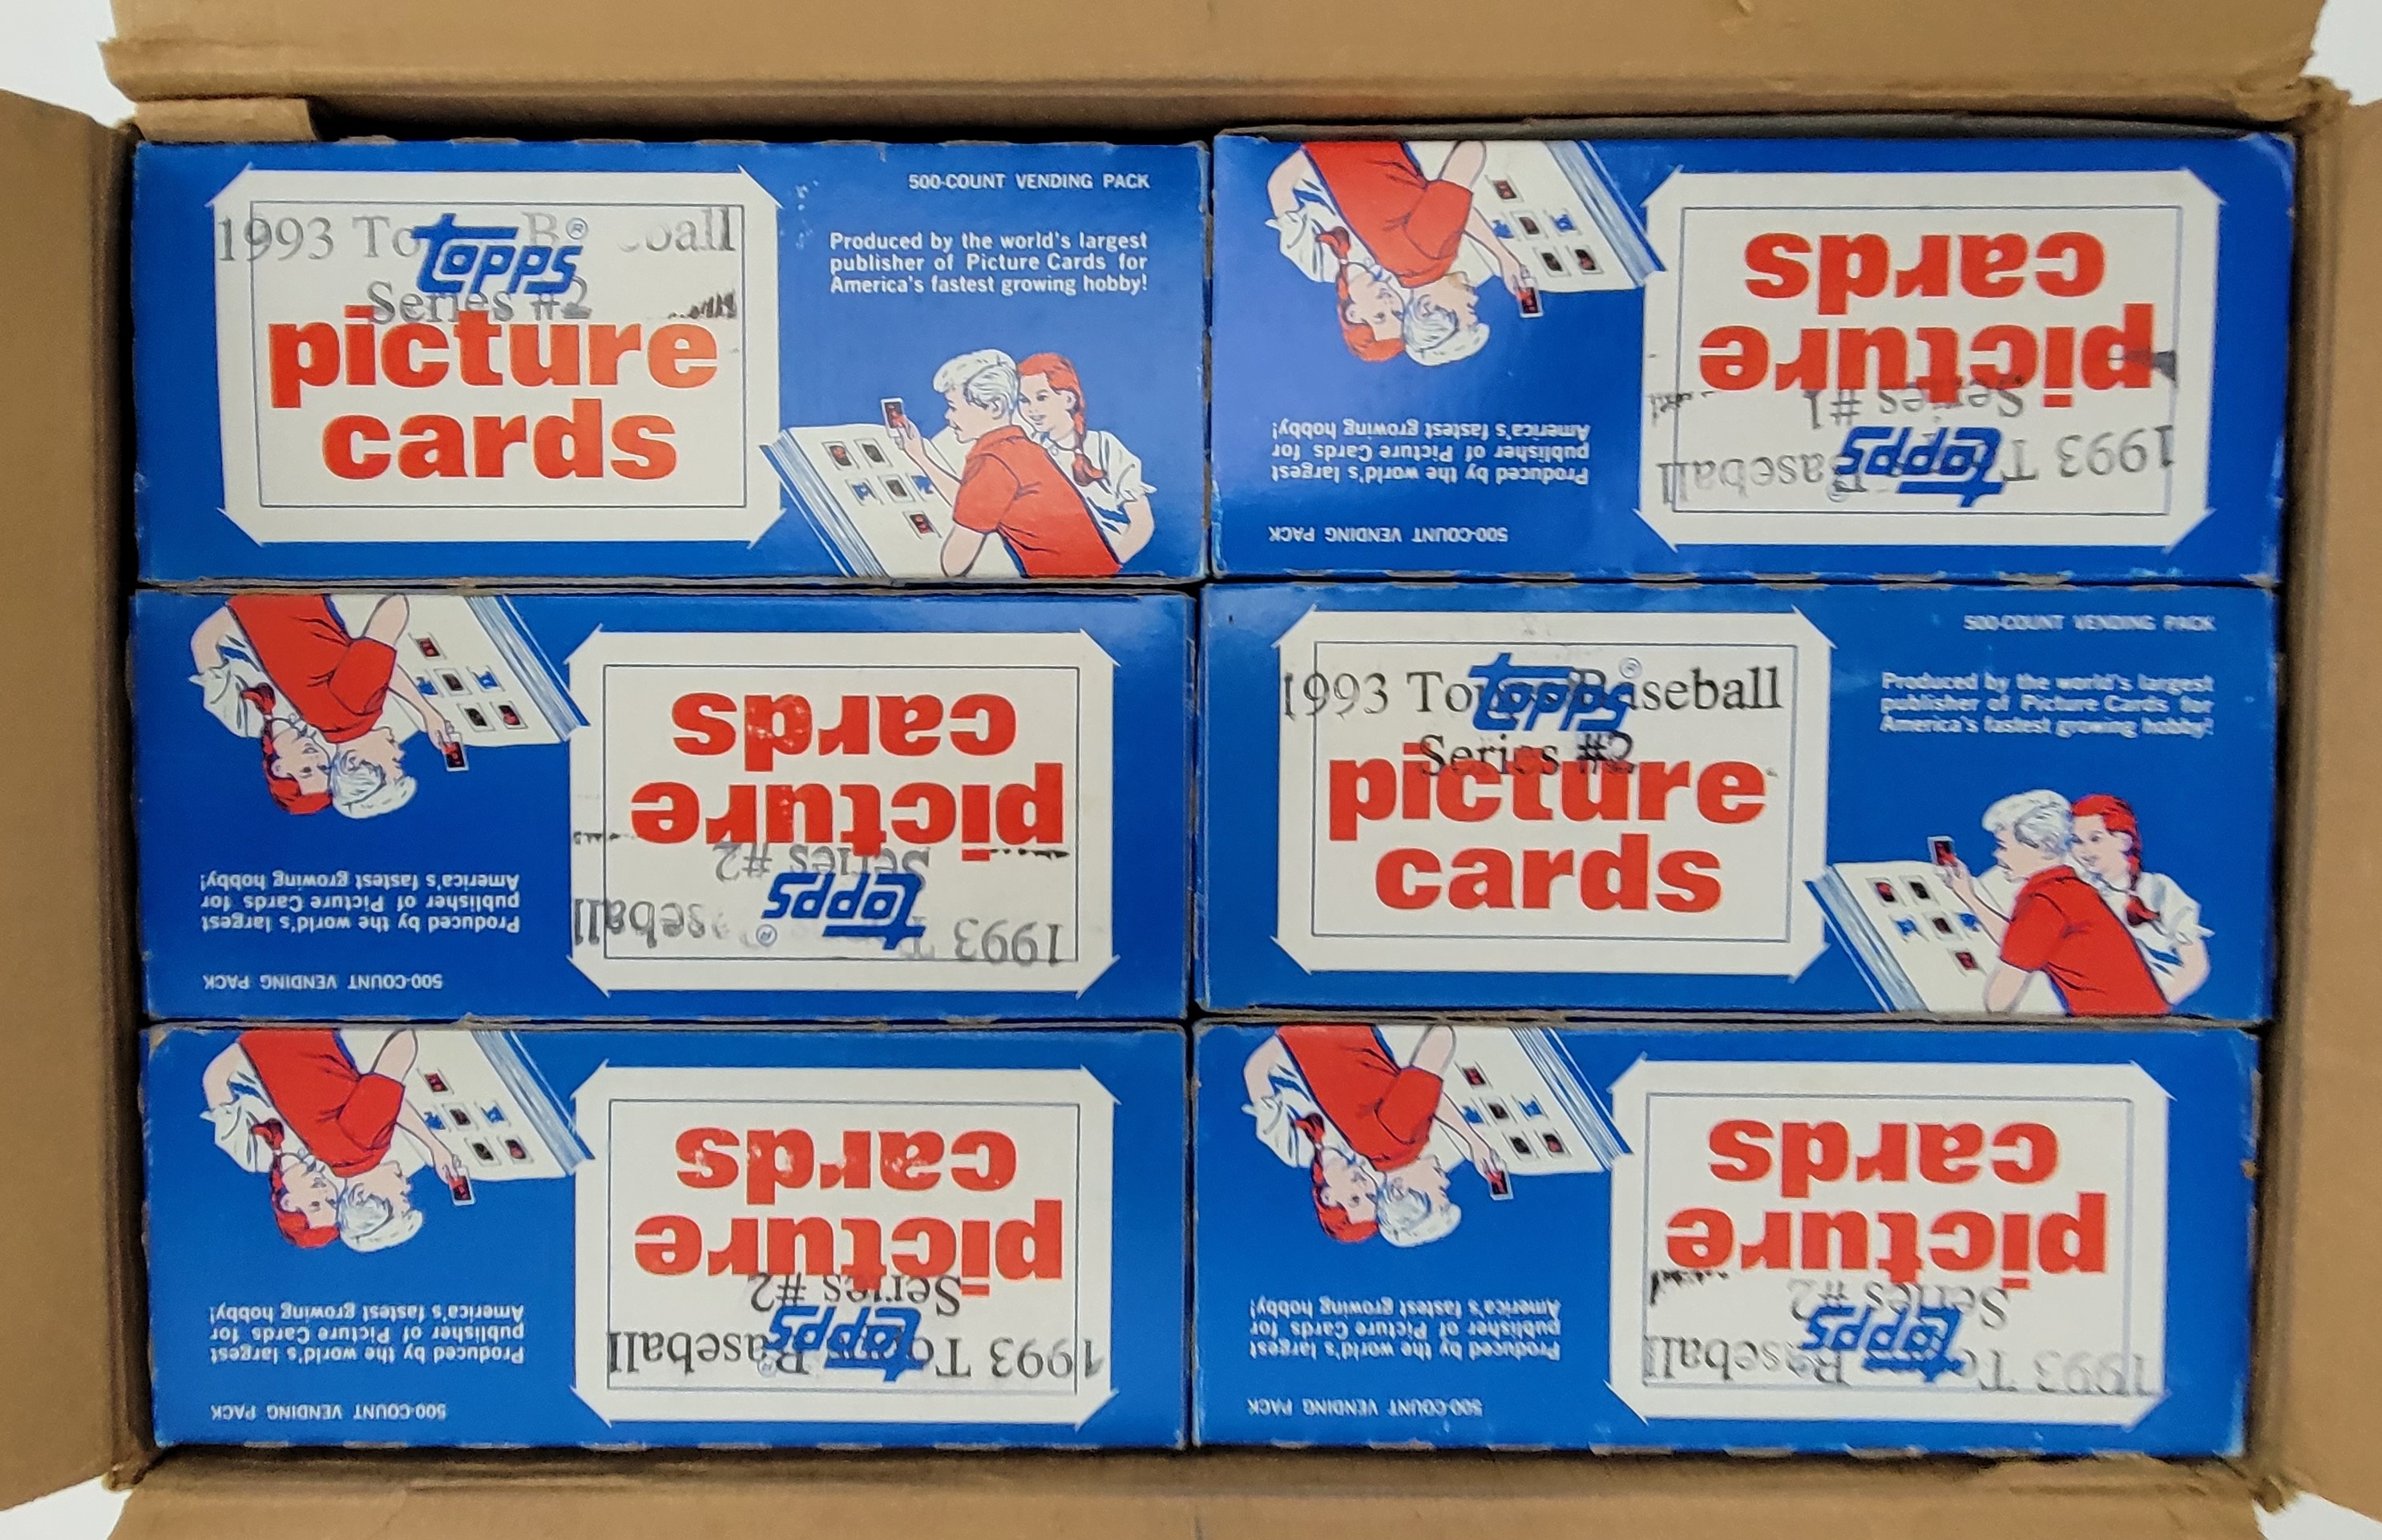 1993 To B ball
topps®
Series #2
picture
cards
500-COUNT VENDING PACK
Produced by the world's largest
publisher of Picture Cards for
America's fastest growing hobby!
1993 T Baseball
topps®
Series #1
picture
cards
500-COUNT VENDING PACK
Produced by the world's largest
publisher of Picture Cards for
America's fastest growing hobby!
1993 T seball
topps®
Series #2
picture
cards
500-COUNT VENDING PACK
Produced by the world's largest
publisher of Picture Cards for
America's fastest growing hobby!
1993 Topps Baseball
topps®
Series #2
picture
cards
500-COUNT VENDING PACK
Produced by the world's largest
publisher of Picture Cards for
America's fastest growing hobby!
1993 Topps Baseball
topps®
Series #2
picture
cards
500-COUNT VENDING PACK
Produced by the world's largest
publisher of Picture Cards for
America's fastest growing hobby!
1993 To Baseball
topps
Series #2
picture
cards
500-COUNT VENDING PACK
Produced by the world's largest
publisher of Picture Cards for
America's fastest growing hobby!